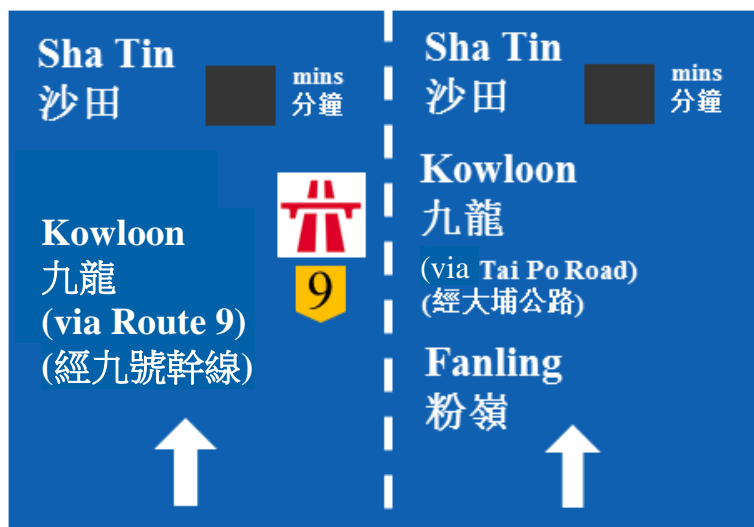 Sha Tin
沙田
mins
分鐘
Kowloon
九龍
(via Route 9)
(經九號幹線)
9
Sha Tin
沙田
mins
分鐘
Kowloon
九龍
(via Tai Po Road)
(經大埔公路)
Fanling
粉嶺